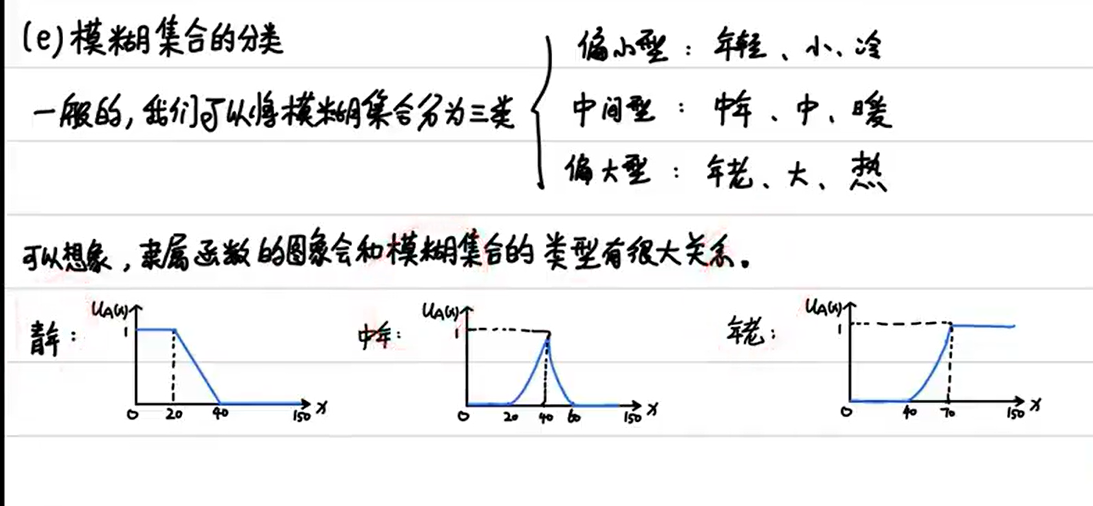 (e) 模糊集合的分类
一般的，我们可以将模糊集合分为三类
偏小型：年轻、小、冷
中间型：中年、中、暖
偏大型：年老、大、热
可以想象，隶属函数的图象会和模糊集合的类型有很大关系。
青年：
U_A(x)
1
0 20 40 150 x
中年：
U_A(x)
1
0 20 40 60 150 x
年老：
U_A(x)
1
0 40 70 150 x